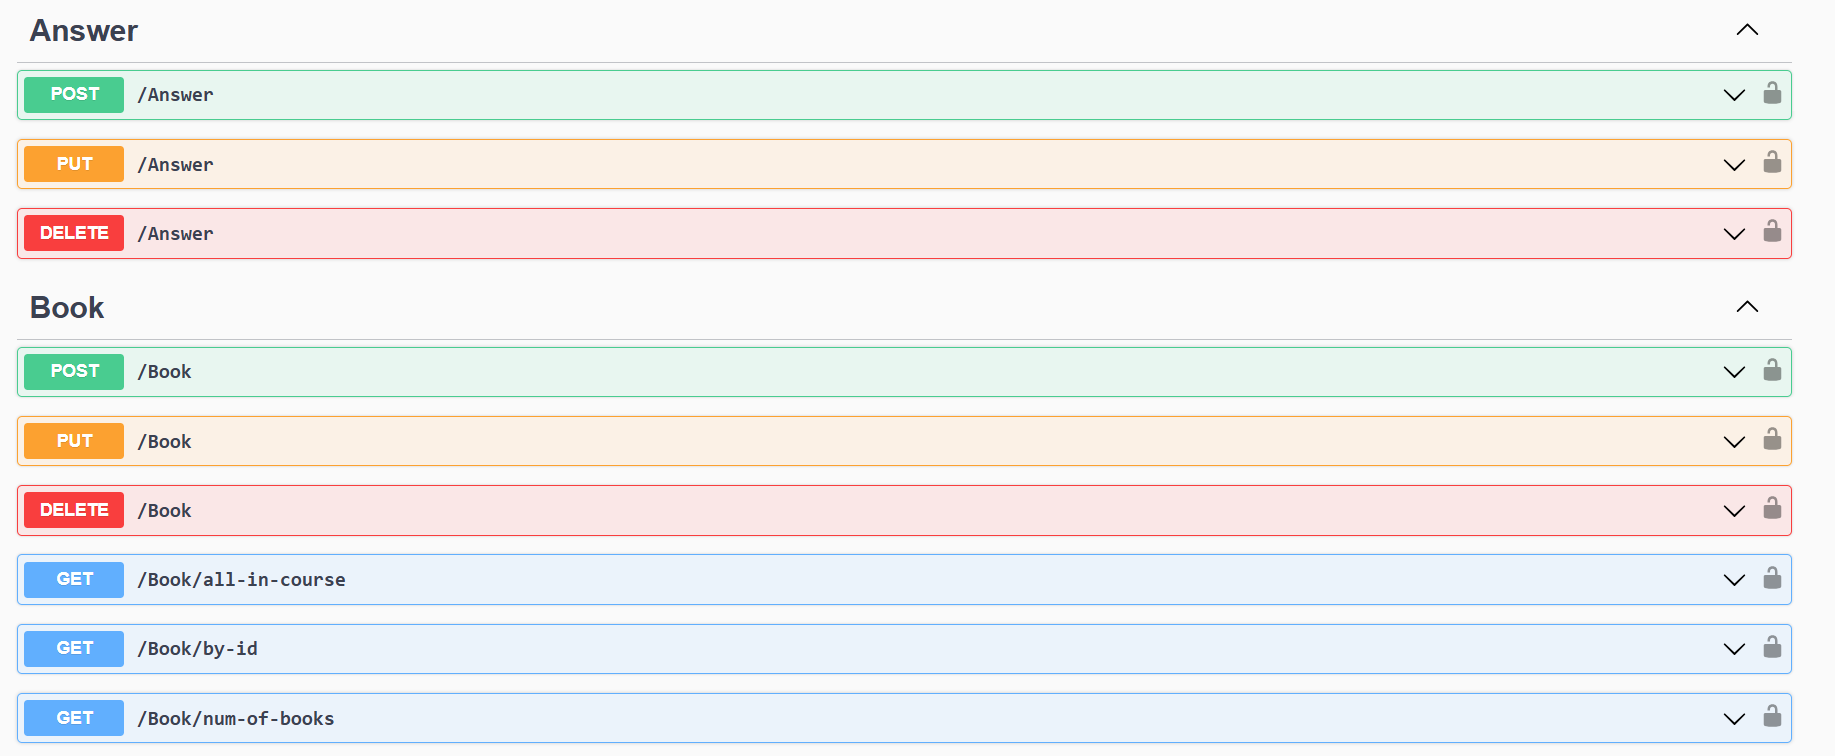 Answer
POST /Answer
PUT /Answer
DELETE /Answer
Book
POST /Book
PUT /Book
DELETE /Book
GET /Book/all-in-course
GET /Book/by-id
GET /Book/num-of-books